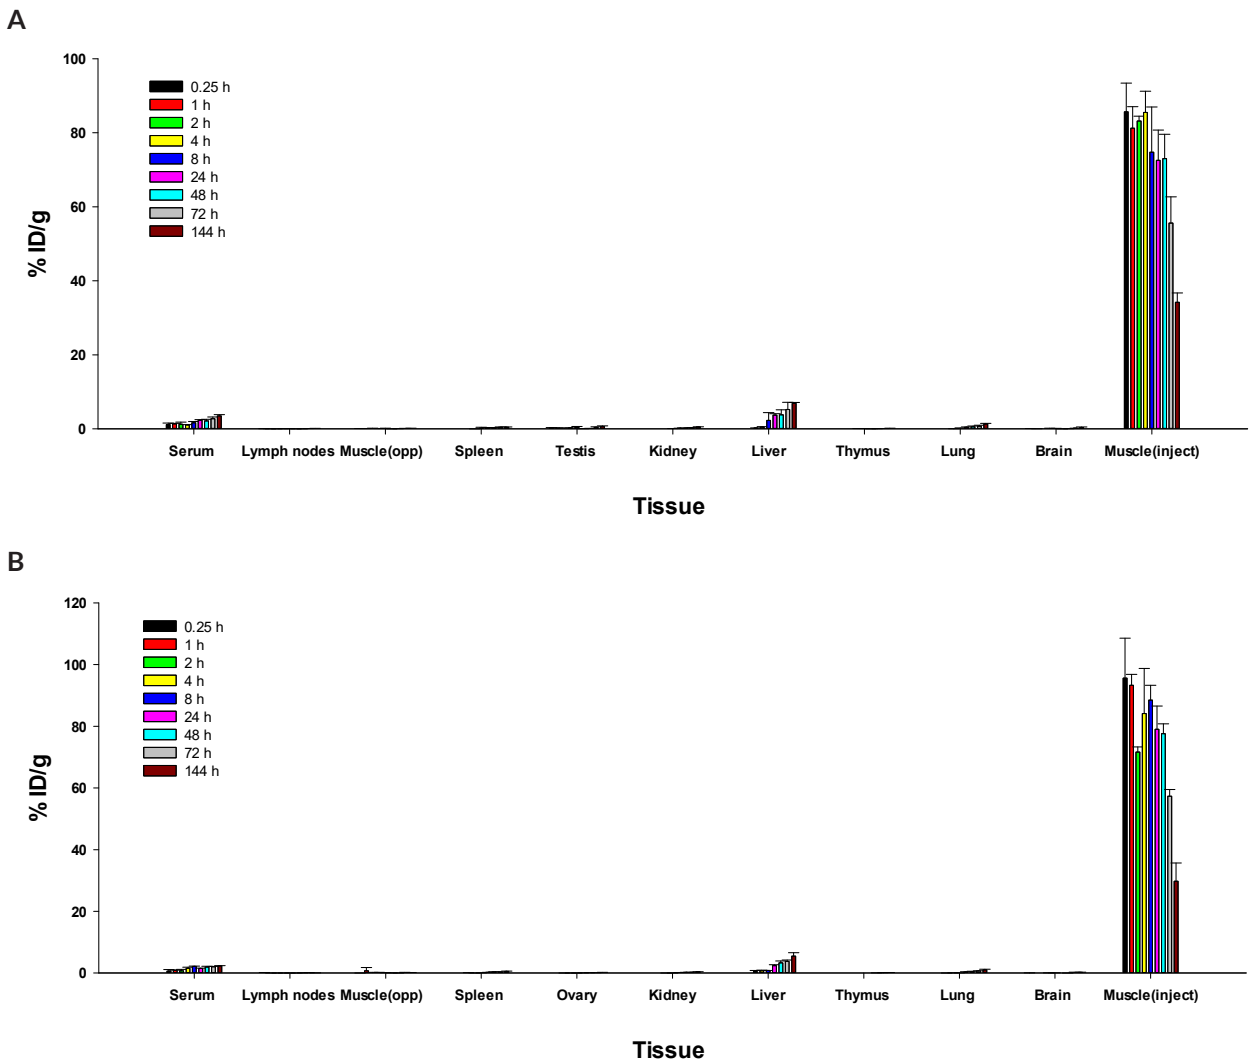 A
100
80
60
40
20
0
% ID/g
0.25 h
1 h
2 h
4 h
8 h
24 h
48 h
72 h
144 h
Serum Lymph nodes Muscle(opp) Spleen Testis Kidney Liver Thymus Lung Brain Muscle(inject)
Tissue
B
120
100
80
60
40
20
0
% ID/g
0.25 h
1 h
2 h
4 h
8 h
24 h
48 h
72 h
144 h
Serum Lymph nodes Muscle(opp) Spleen Ovary Kidney Liver Thymus Lung Brain Muscle(inject)
Tissue